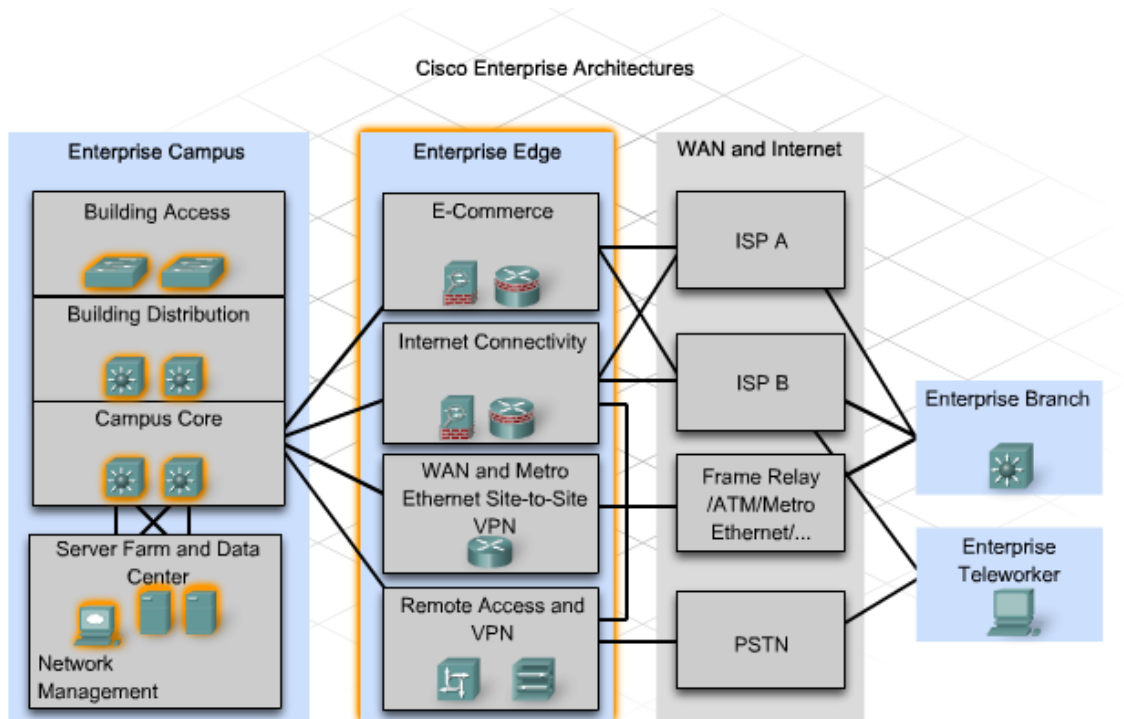 Cisco Enterprise Architectures
Enterprise Campus
Building Access
Building Distribution
Campus Core
Server Farm and Data
Center
Network
Management
Enterprise Edge
E-Commerce
Internet Connectivity
WAN and Metro
Ethernet Site-to-Site
VPN
Remote Access and
VPN
WAN and Internet
ISP A
ISP B
Frame Relay
/ATM/Metro
Ethernet/...
PSTN
Enterprise Branch
Enterprise
Teleworker